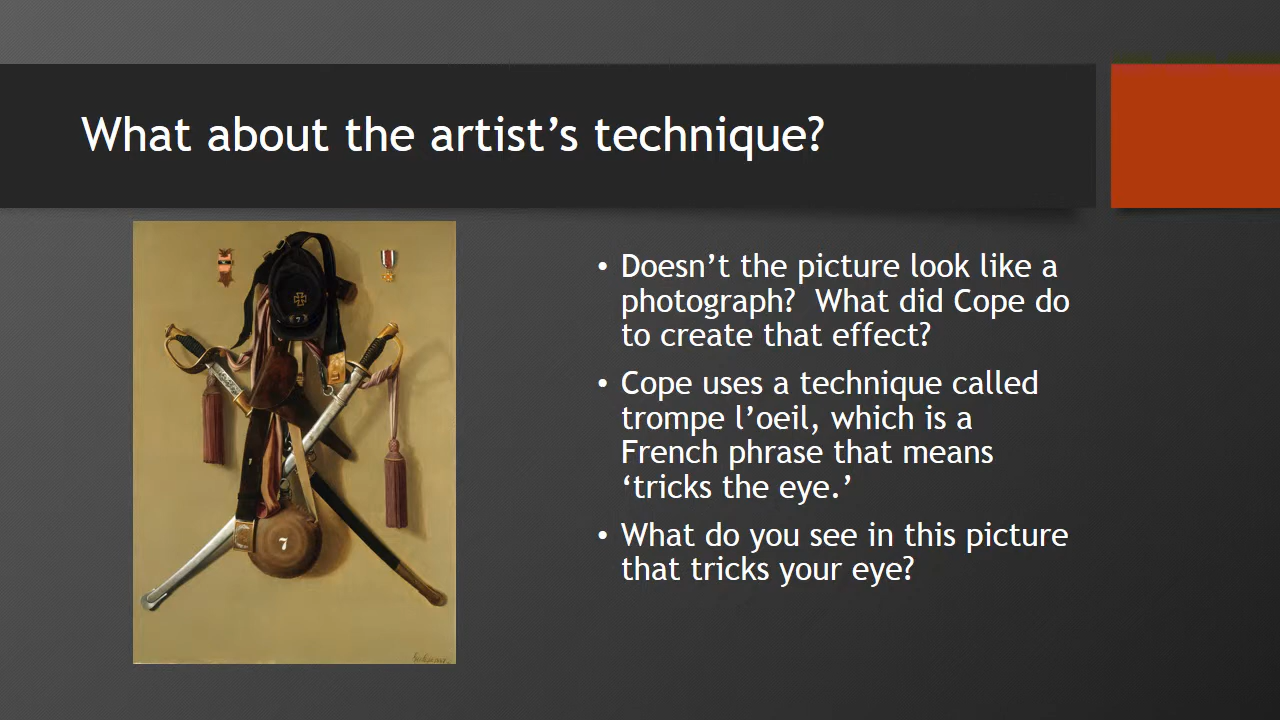 What about the artist’s technique?
• Doesn’t the picture look like a
photograph?  What did Cope do
to create that effect?
• Cope uses a technique called
trompe l’oeil, which is a
French phrase that means
‘tricks the eye.’
• What do you see in this picture
that tricks your eye?
7
7